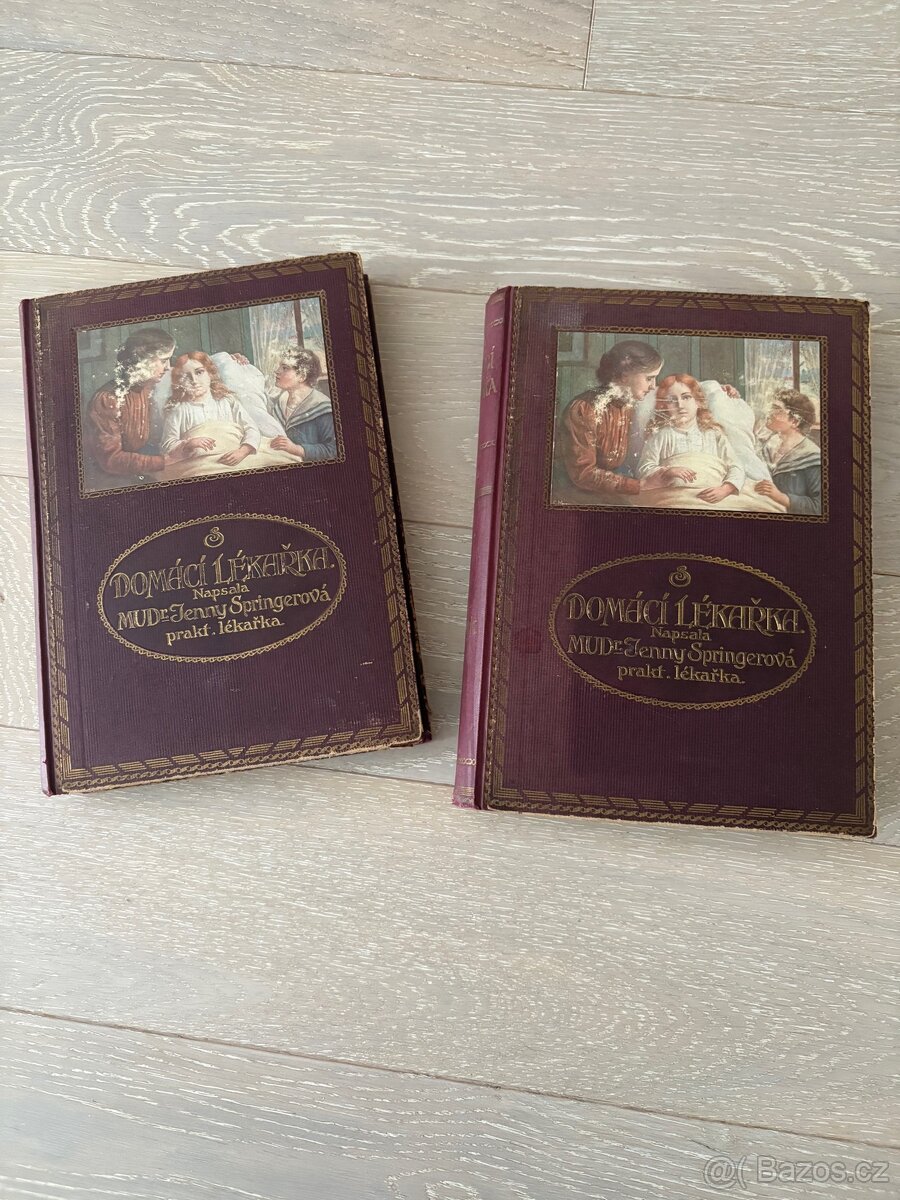 S
DOMÁCÍ LÉKAŘKA.
Napsala
MUDr. Jenny Springerová
prakt. lékařka.
S
DOMÁCÍ LÉKAŘKA.
Napsala
MUDr. Jenny Springerová
prakt. lékařka.
@( Bazos.cz